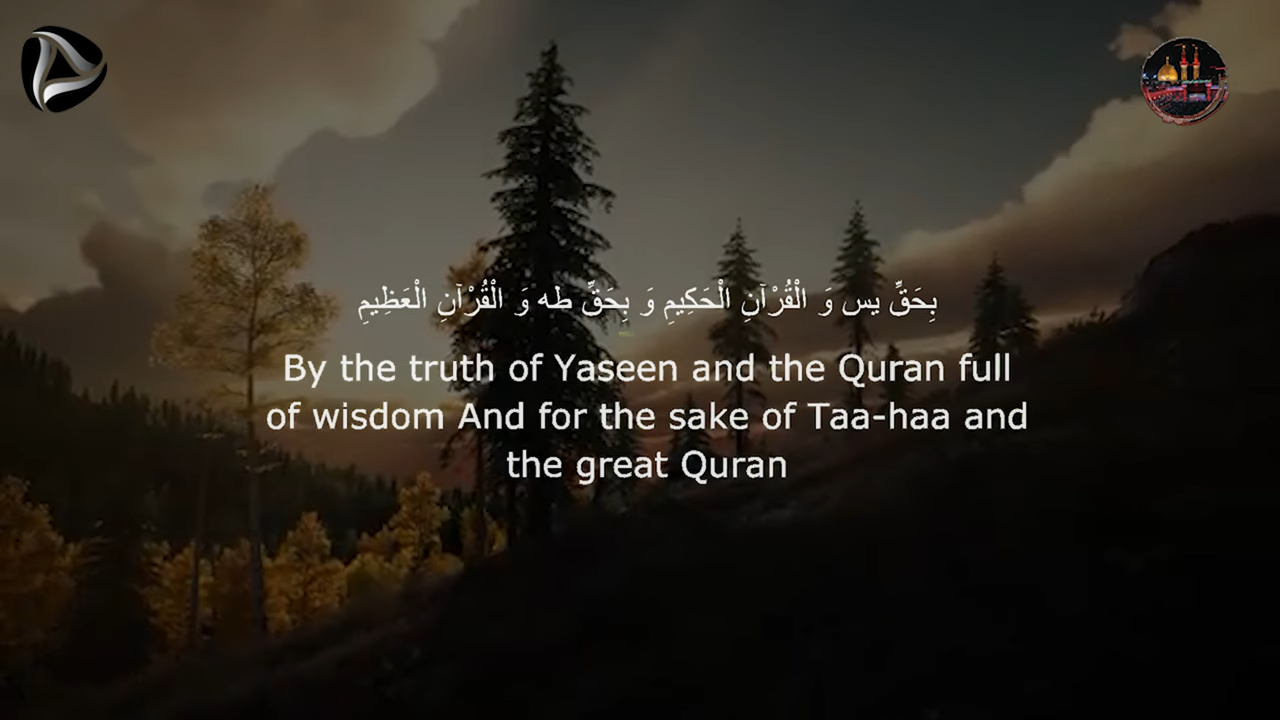 بِحَقِّ يس وَ الْقُرْآنِ الْحَكِيمِ وَ بِحَقِّ طه وَ الْقُرْآنِ الْعَظِيمِ
By the truth of Yaseen and the Quran full
of wisdom And for the sake of Taa-haa and
the great Quran